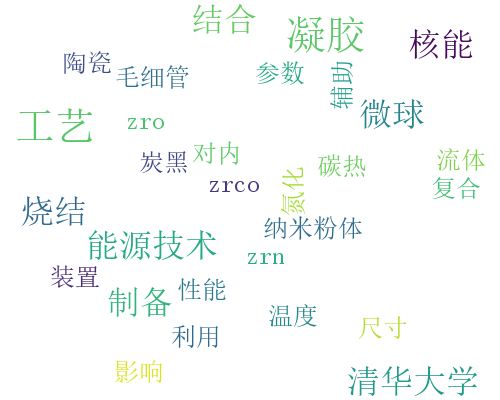 结合
凝胶
核能
陶瓷
毛细管
参数
辅助
微球
工艺
zro
炭黑
对内
碳热
流体
zrco
氮化
复合
烧结
纳米粉体
能源技术
zrn
装置
制备
性能
温度
利用
尺寸
影响
清华大学